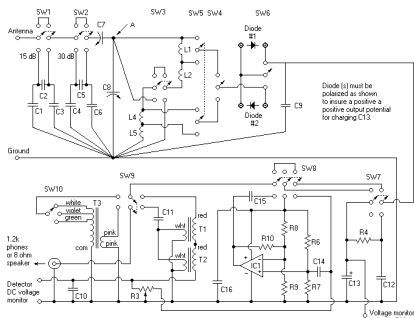 SW1
SW2
C7
A
SW3
SW5
SW4
SW6
Antenna
15 dB
30 dB
L1
L2
Diode
#1
C2
C5
C8
C1
C3
C4
C6
L4
L5
Diode
#2
C9
Diode (s) must be
polarized as shown
to insure a positive a
positive output potential
for charging C13.
Ground
SW8
SW7
SW10
T3
SW9
C15
white
violet
green
red
C11
R8
R6
R4
wht
T1
R10
com
pink
pink
red
1.2k
phones
or 8 ohm
speaker
wht
T2
IC1
C14
Detector
DC voltage
monitor
C10
R3
C16
R9
R7
C13
C12
Voltage monitor